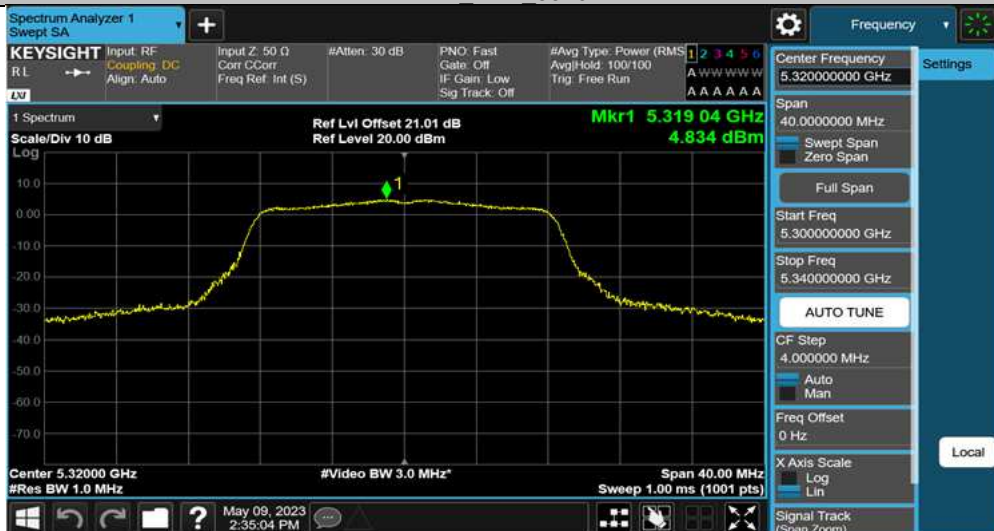 Spectrum Analyzer 1
Swept SA
+
Frequency
KEYSIGHT
RL
LXI
Input: RF
Coupling: DC
Align: Auto
Input Z: 50 Ω
Corr CCorr
Freq Ref: Int (S)
#Atten: 30 dB
PNO: Fast
Gate: Off
IF Gain: Low
Sig Track: Off
#Avg Type: Power (RMS
Avg|Hold: 100/100
Trig: Free Run
1 2 3 4 5 6
A W W W W W
A A A A A A
1 Spectrum
Scale/Div 10 dB
Log
Ref Lvl Offset 21.01 dB
Ref Level 20.00 dBm
Mkr1 5.319 04 GHz
4.834 dBm
1
10.0
0.00
-10.0
-20.0
-30.0
-40.0
-60.0
-70.0
Center 5.32000 GHz
#Res BW 1.0 MHz
#Video BW 3.0 MHz*
Span 40.00 MHz
Sweep 1.00 ms (1001 pts)
May 09, 2023
2:35:04 PM
Center Frequency
5.320000000 GHz
Span
40.0000000 MHz
Swept Span
Zero Span
Full Span
Start Freq
5.300000000 GHz
Stop Freq
5.340000000 GHz
AUTO TUNE
CF Step
4.000000 MHz
Auto
Man
Freq Offset
0 Hz
X Axis Scale
Log
Lin
Signal Track
(Span Zoom)
Settings
Local